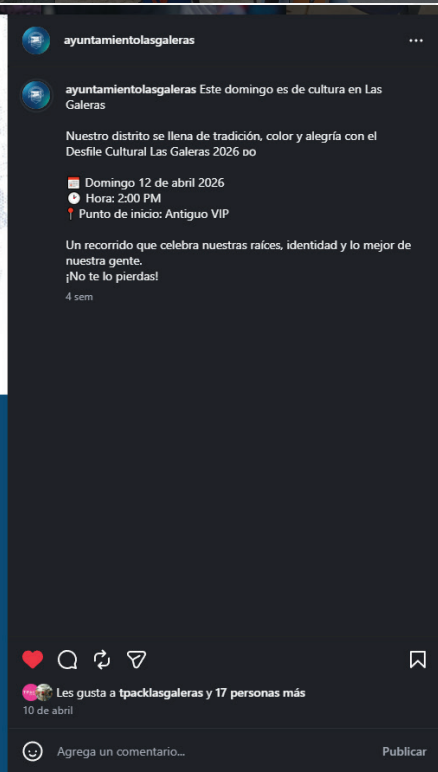 ayuntamientolasgaleras
ayuntamientolasgaleras Este domingo es de cultura en Las
Galeras
Nuestro distrito se llena de tradición, color y alegría con el
Desfile Cultural Las Galeras 2026 DO
Domingo 12 de abril 2026
Hora: 2:00 PM
Punto de inicio: Antiguo VIP
Un recorrido que celebra nuestras raíces, identidad y lo mejor de
nuestra gente.
¡No te lo pierdas!
4 sem
Les gusta a tpacklasgaleras y 17 personas más
10 de abril
Agrega un comentario... Publicar